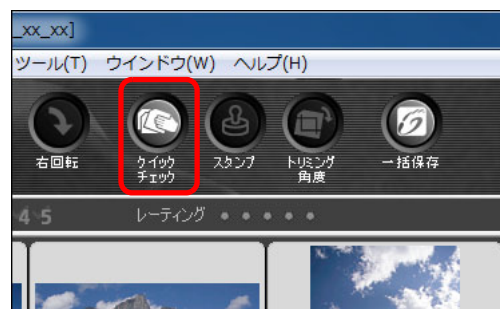 _xx_xx]
ツール(T) ウインドウ(W) ヘルプ(H)
右回転
クイック
チェック
スタンプ
トリミング
角度
一括保存
4 5 レーティング